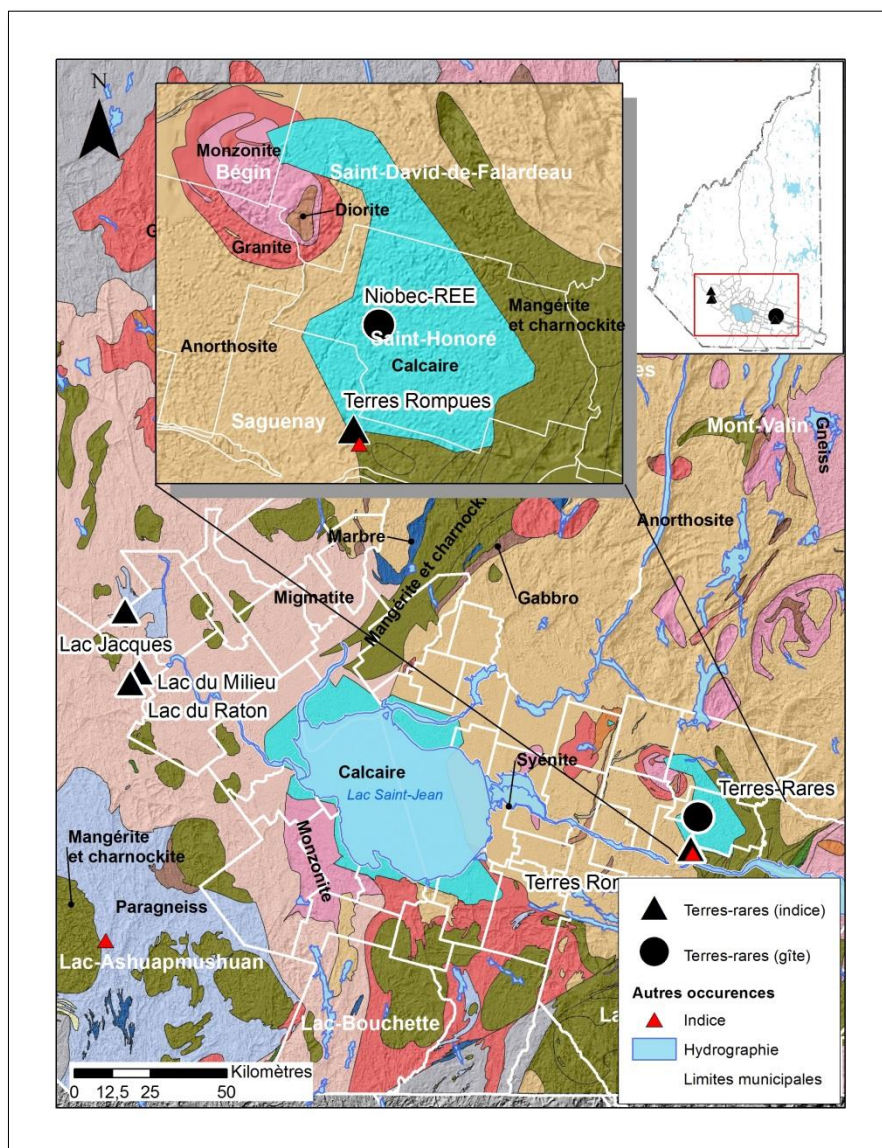 N
Monzonite
Bégin
Saint-David-de-Falardeau
Diorite
Granite
Niobec-REE
Mangérite
et charnockite
Saint-Honoré
Anorthosite
Calcaire
Terres Rompues
Saguenay
Mont-Valin
Gneiss
Anorthosite
Marbre
Mangérite et charnockite
Gabbro
Migmatite
Lac Jacques
Lac du Milieu
Lac du Raton
Calcaire
Lac Saint-Jean
Syénite
Terres-Rares
Monzonite
Mangérite
et charnockite
Paragneiss
Lac-Ashuapmushuan
Lac-Bouchette
Terres-rares (indice)
Terres-rares (gîte)
Autres occurences
Indice
Hydrographie
Limites municipales
Kilomètres
0 12,5 25 50